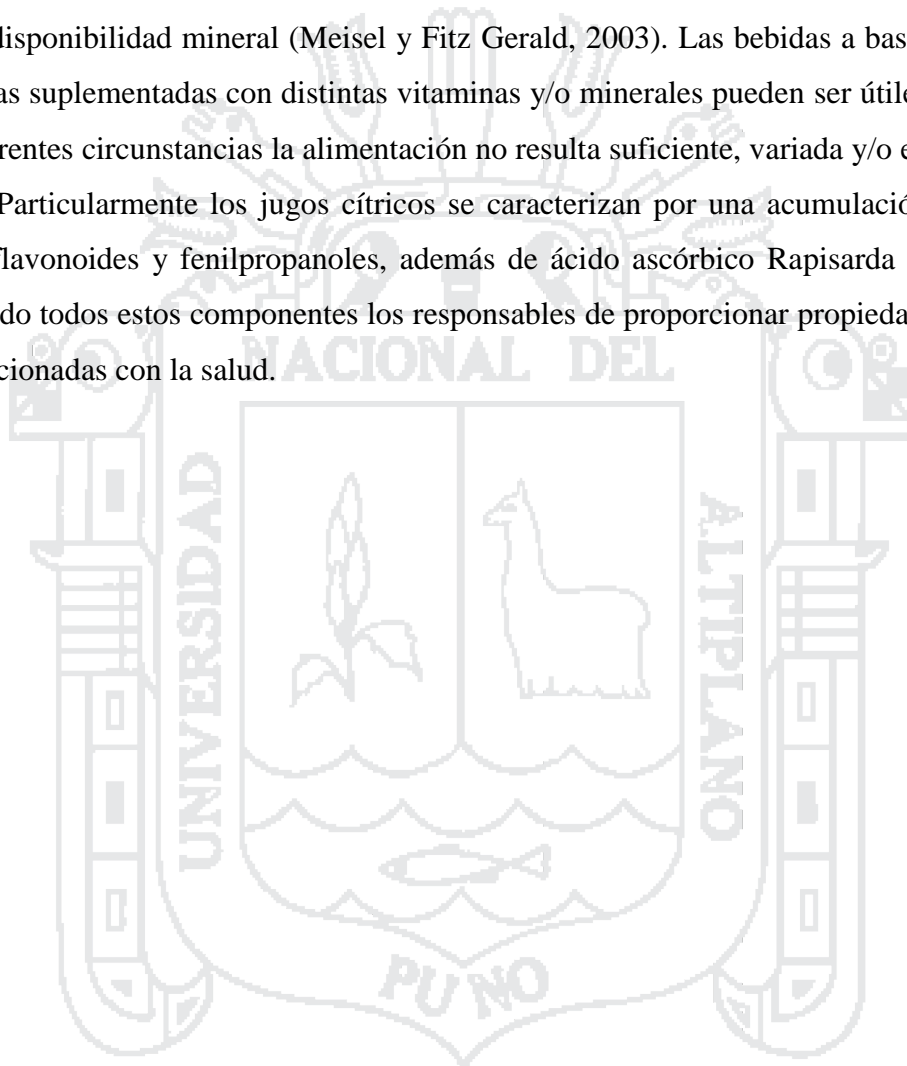 disponibilidad mineral (Meisel y Fitz Gerald, 2003). Las bebidas a bas
as suplementadas con distintas vitaminas y/o minerales pueden ser útile
rentes circunstancias la alimentación no resulta suficiente, variada y/o e
Particularmente los jugos cítricos se caracterizan por una acumulació
flavonoides y fenilpropanoles, además de ácido ascórbico Rapisarda
do todos estos componentes los responsables de proporcionar propieda
cionadas con la salud.
NACIONAL DEL
UNIVERSIDAD
ALTIPLANO
PUNO